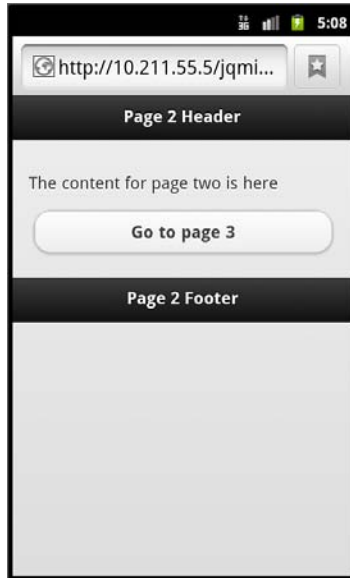 3G 5:08
http://10.211.55.5/jqmi...
Page 2 Header
The content for page two is here
Go to page 3
Page 2 Footer